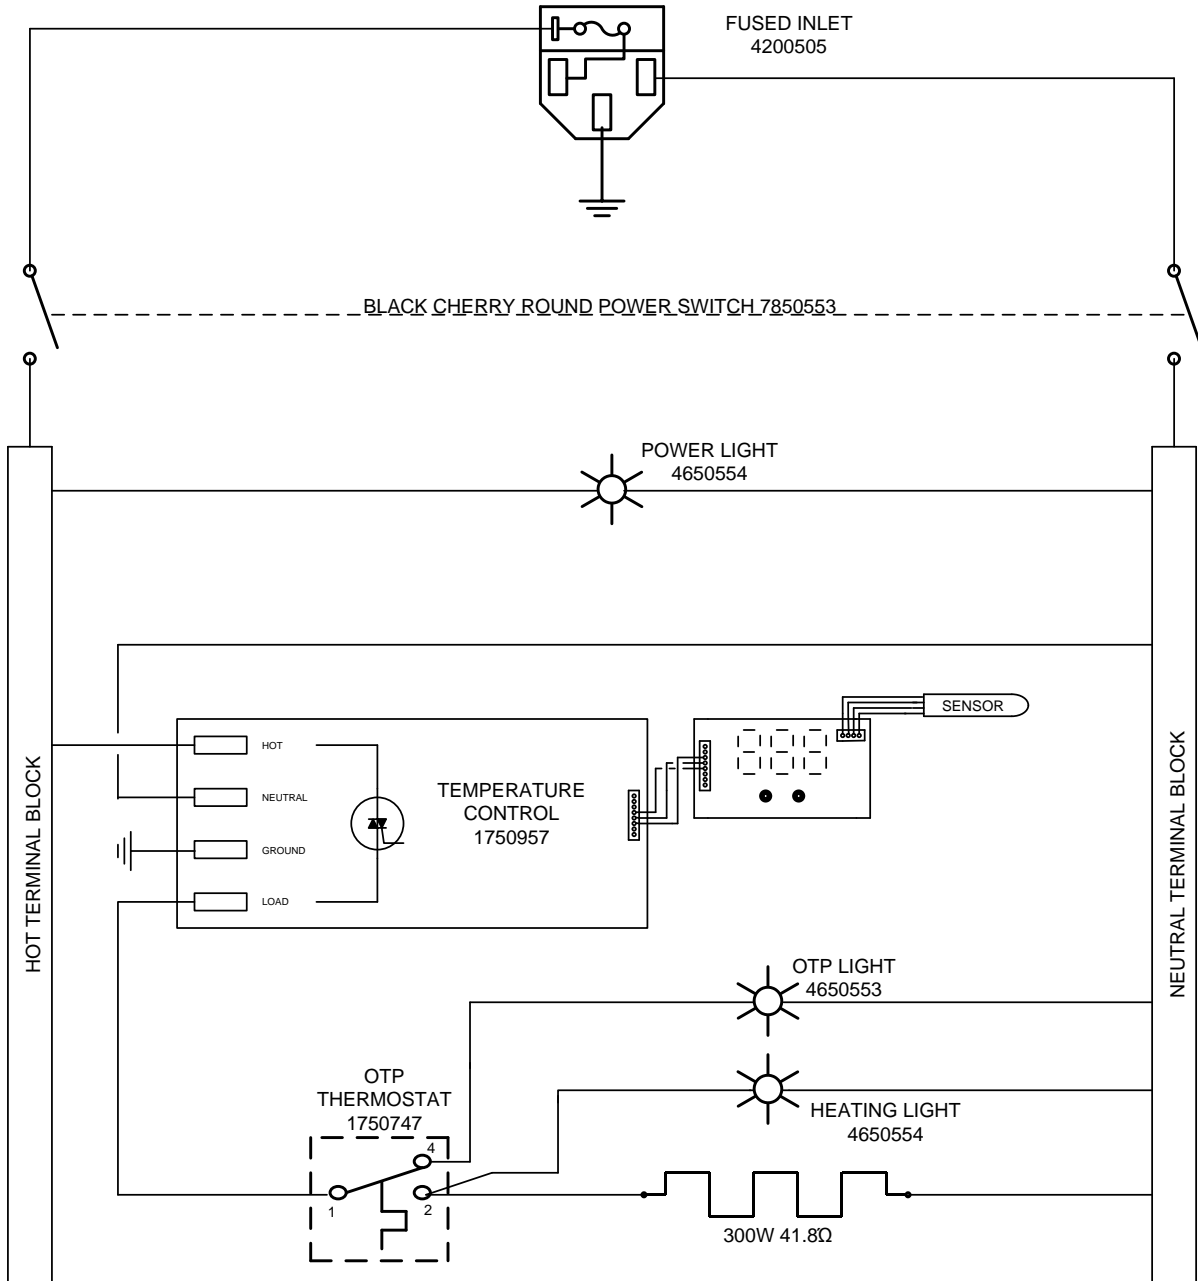 FUSED INLET
4200505
BLACK CHERRY ROUND POWER SWITCH 7850553
POWER LIGHT
4650554
SENSOR
HOT
NEUTRAL
GROUND
LOAD
TEMPERATURE
CONTROL
1750957
HOT TERMINAL BLOCK
NEUTRAL TERMINAL BLOCK
OTP LIGHT
4650553
OTP
THERMOSTAT
1750747
HEATING LIGHT
4650554
4
1
2
300W 41.8Ω